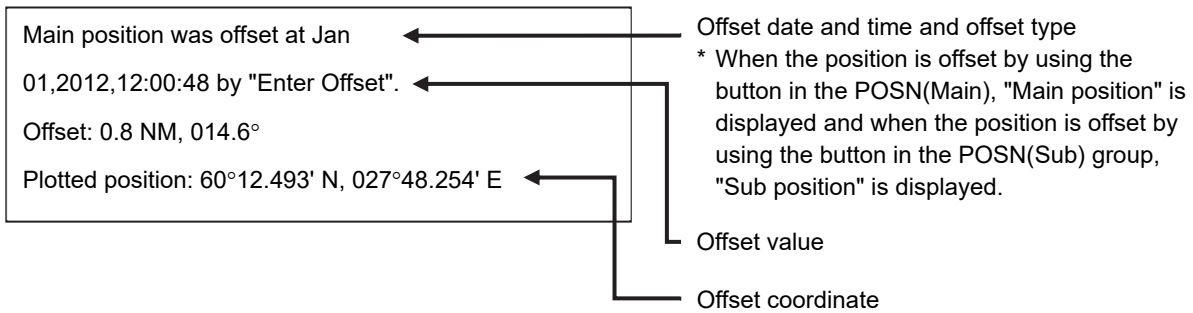 Main position was offset at Jan
01,2012,12:00:48 by "Enter Offset".
Offset: 0.8 NM, 014.6°
Plotted position: 60°12.493' N, 027°48.254' E
Offset date and time and offset type
* When the position is offset by using the
button in the POSN(Main), "Main position" is
displayed and when the position is offset by
using the button in the POSN(Sub) group,
"Sub position" is displayed.
Offset value
Offset coordinate